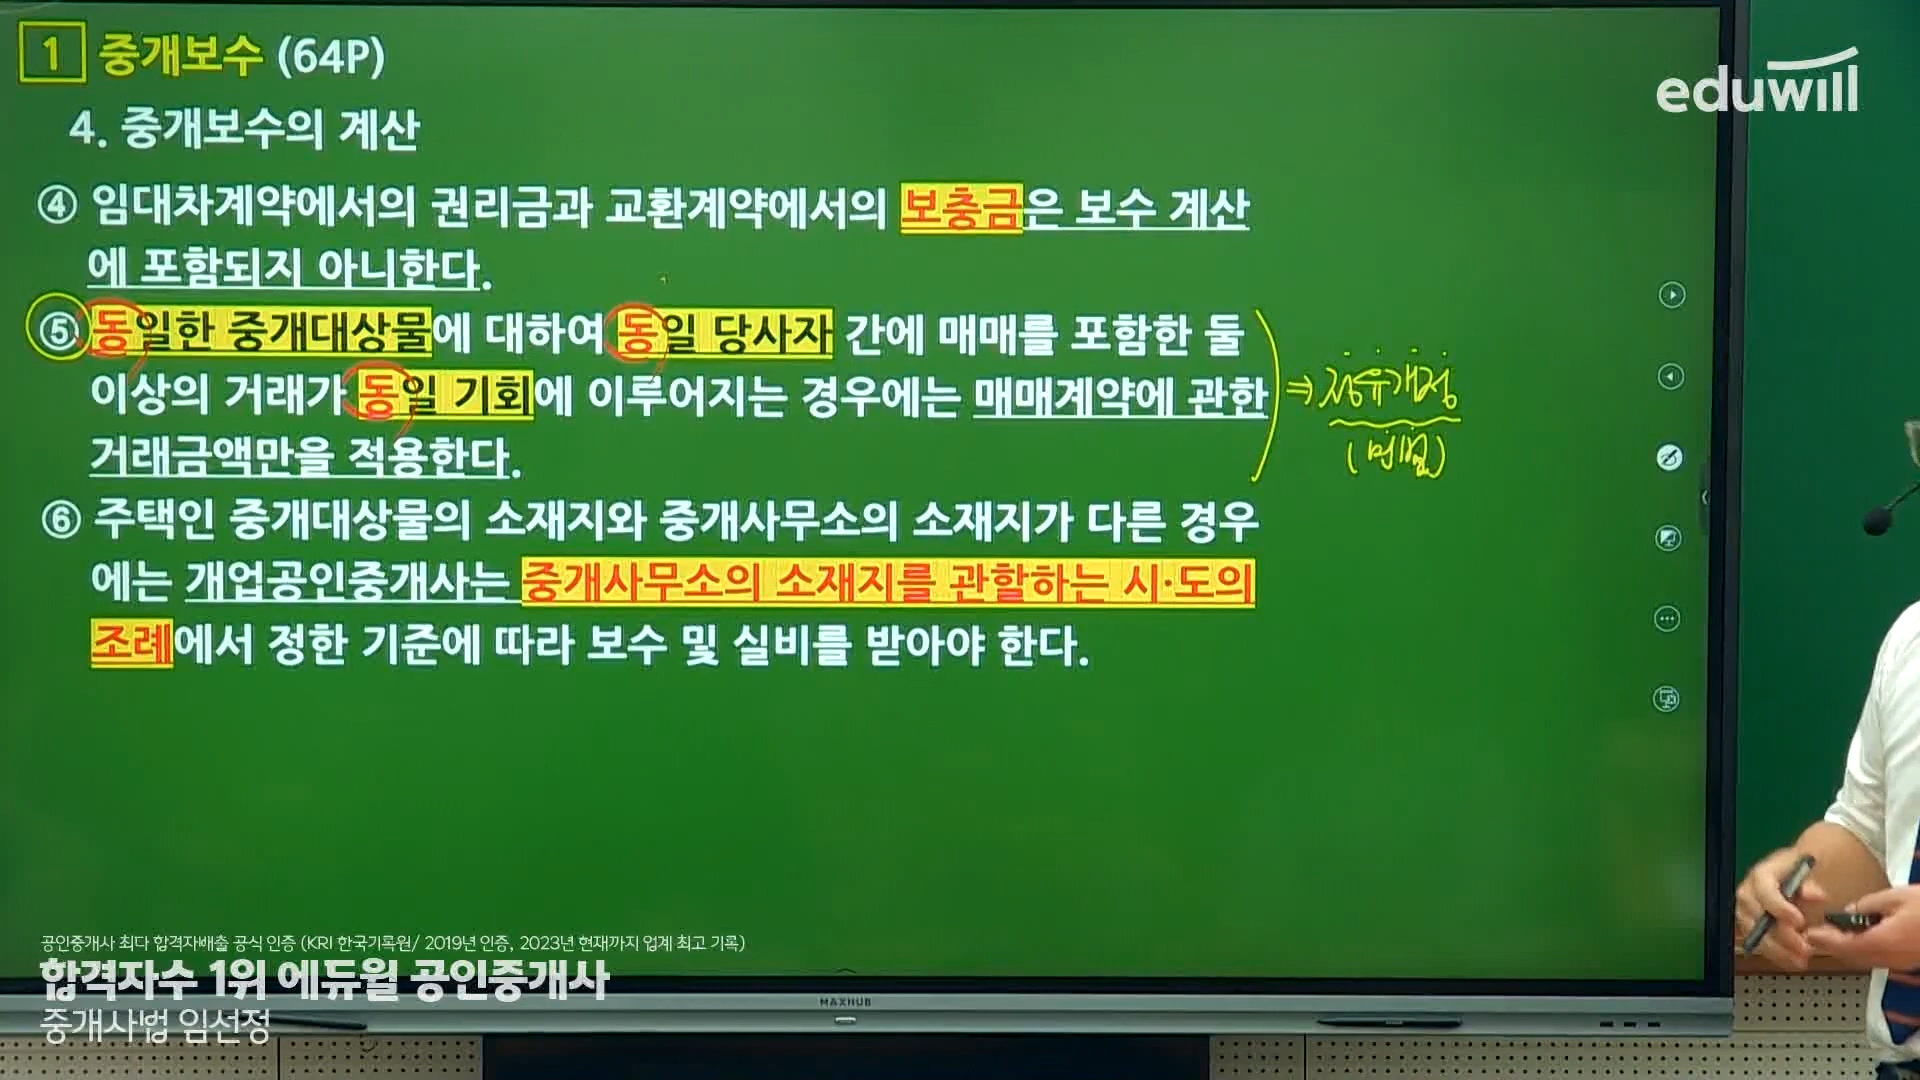 1 중개보수 (64P)
eduwill
4. 중개보수의 계산
④ 임대차계약에서의 권리금과 교환계약에서의 보충금은 보수 계산
에 포함되지 아니한다.
⑤ 동일한 중개대상물에 대하여 동일 당사자 간에 매매를 포함한 둘
이상의 거래가 동일 기회에 이루어지는 경우에는 매매계약에 관한
거래금액만을 적용한다.
⇒ 점유개정
⑥ 주택인 중개대상물의 소재지와 중개사무소의 소재지가 다른 경우
에는 개업공인중개사는 중개사무소의 소재지를 관할하는 시·도의
조례에서 정한 기준에 따라 보수 및 실비를 받아야 한다.
공인중개사 최다 합격자배출 공식 인증 (KRI 한국기록원/ 2019년 인증, 2023년 현재까지 업계 최고 기록)
합격자수 1위 에듀윌 공인중개사
중개사법 임선정
MAXHUB